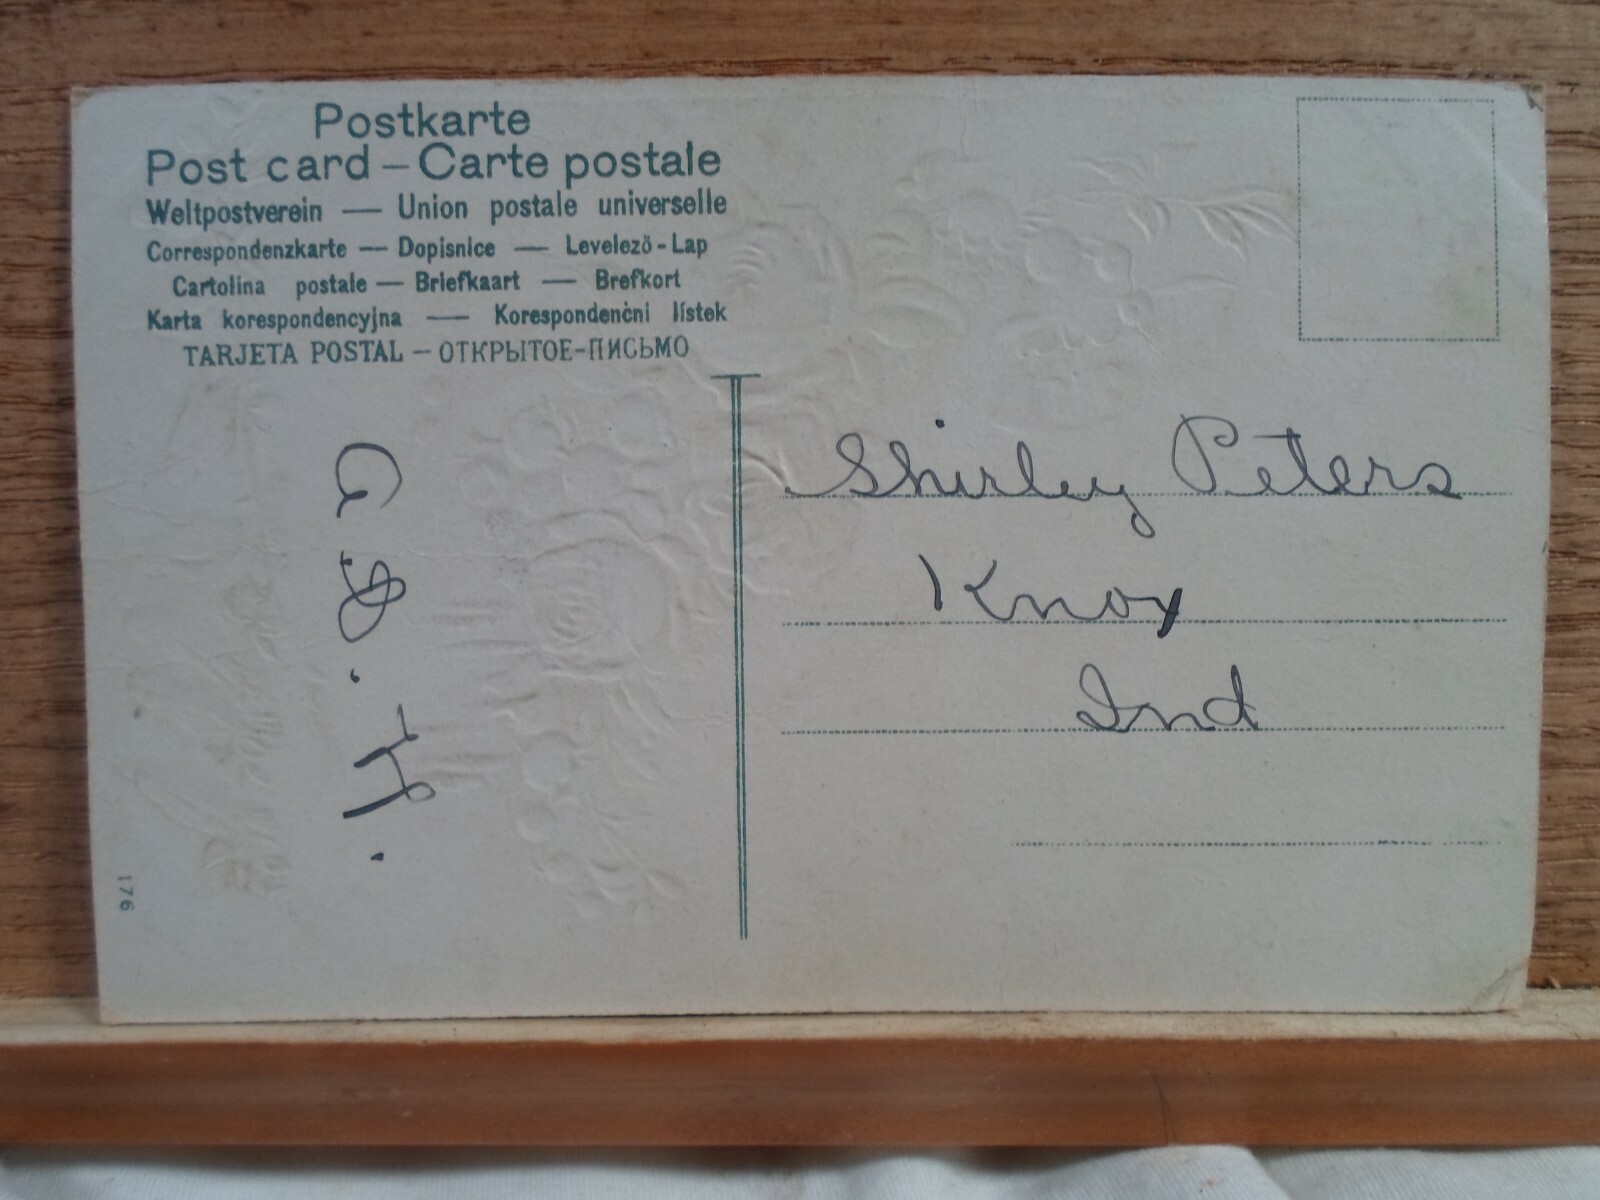 Postkarte
Post card – Carte postale
Weltpostverein — Union postale universelle
Correspondenzkarte — Dopisnice — Levelezö-Lap
Cartolina postale — Briefkaart — Brefkort
Karta korespondencyjna — Korespondenčni lístek
TARJETA POSTAL – ОТКРЫТОЕ-ПИСЬМО
Shirley Peters
Knox
Ind
H.
176